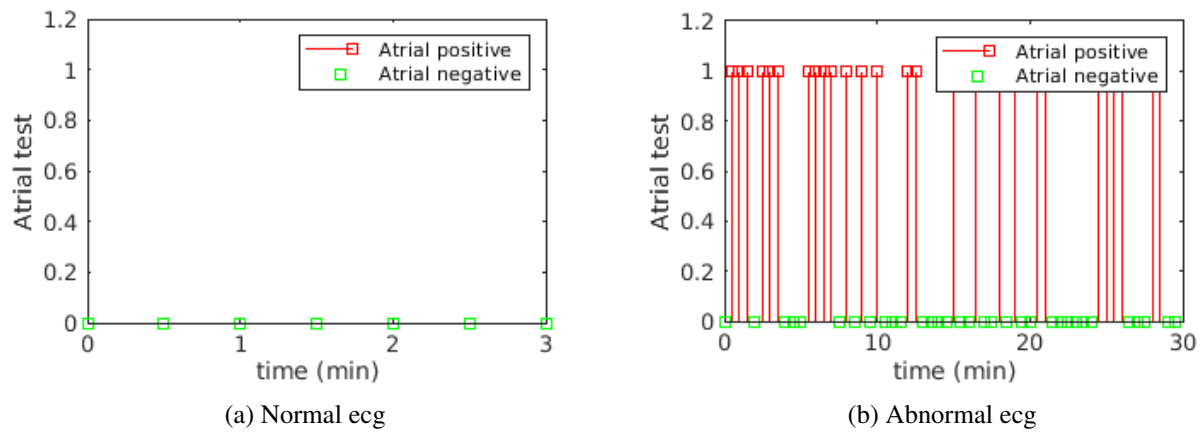 1.2
1
0.8
0.6
0.4
0.2
0
Atrial test
Atrial positive
Atrial negative
0 1 2 3
time (min)
(a) Normal ecg
1.2
1
0.8
0.6
0.4
0.2
0
Atrial test
Atrial positive
Atrial negative
0 10 20 30
time (min)
(b) Abnormal ecg